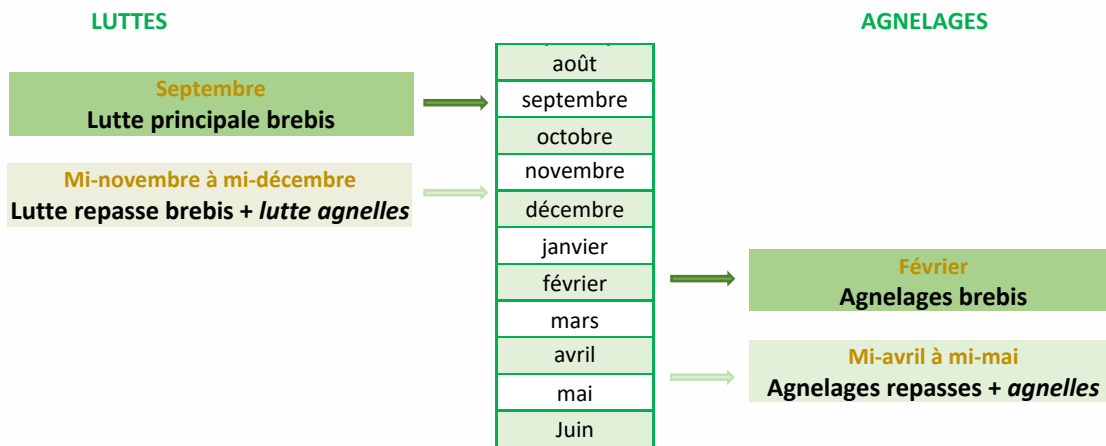 LUTTES
AGNELAGES
Septembre
Lutte principale brebis
Mi-novembre à mi-décembre
Lutte repasse brebis + lutte agnelles
août
septembre
octobre
novembre
décembre
janvier
février
mars
avril
mai
Juin
Février
Agnelages brebis
Mi-avril à mi-mai
Agnelages repasses + agnelles